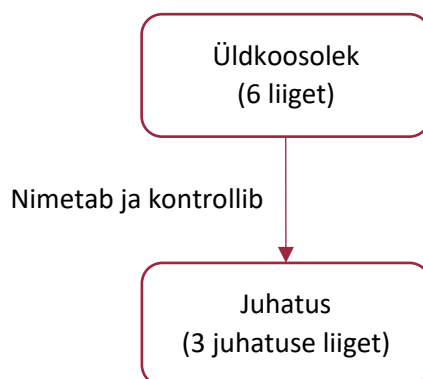 Üldkoosolek
(6 liiget)
Nimetab ja kontrollib
Juhatus
(3 juhatuse liiget)